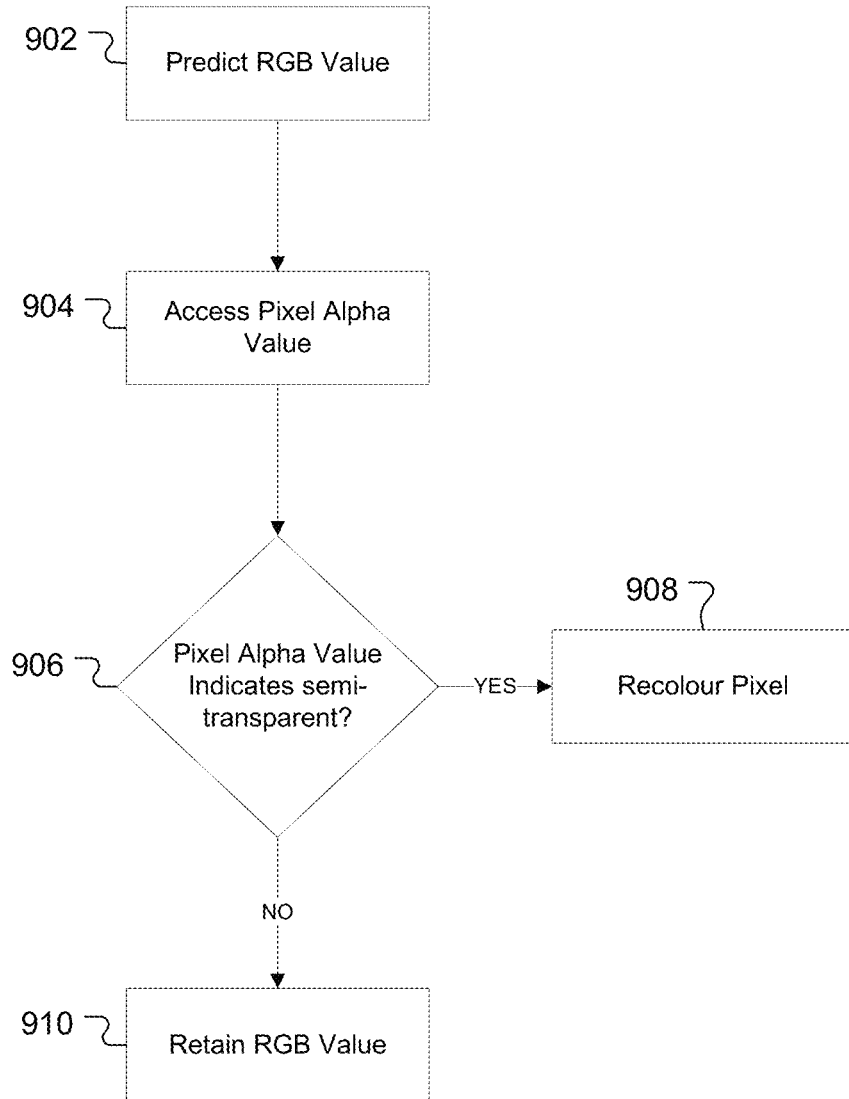 902
Predict RGB Value
904
Access Pixel Alpha
Value
906
Pixel Alpha Value
Indicates semi-
transparent?
YES
908
Recolour Pixel
NO
910
Retain RGB Value